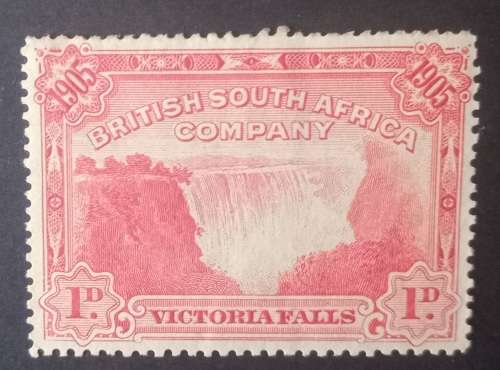 1905 1905
BRITISH SOUTH AFRICA
COMPANY
1D. 1D.
VICTORIA FALLS